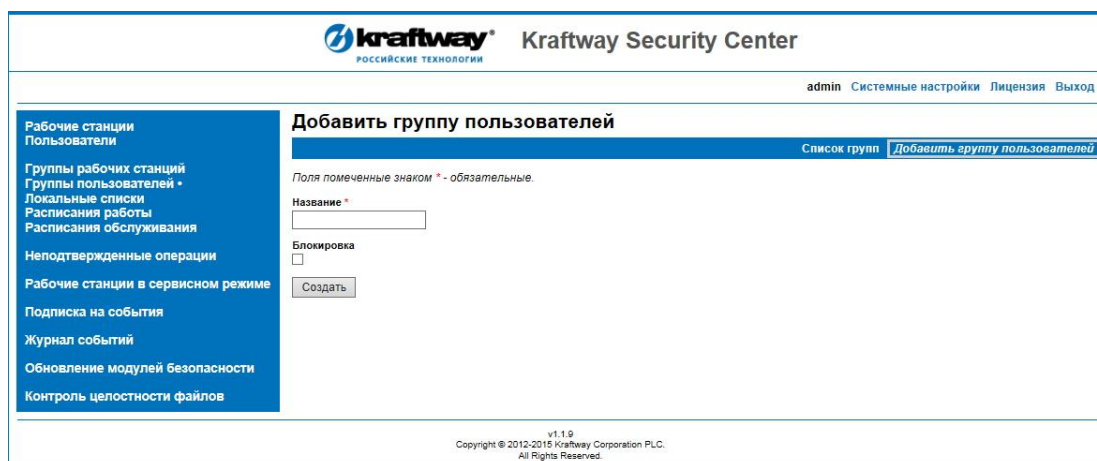 kraftway®
РОССИЙСКИЕ ТЕХНОЛОГИИ
Kraftway Security Center
admin Системные настройки Лицензия Выход
Рабочие станции
Пользователи
Группы рабочих станций
Группы пользователей •
Локальные списки
Расписания работы
Расписания обслуживания
Неподтвержденные операции
Рабочие станции в сервисном режиме
Подписка на события
Журнал событий
Обновление модулей безопасности
Контроль целостности файлов
Добавить группу пользователей
Список групп Добавить группу пользователей
Поля помеченные знаком * - обязательные.
Название *
Блокировка
Создать
v1.1.9
Copyright © 2012-2015 Kraftway Corporation PLC.
All Rights Reserved.